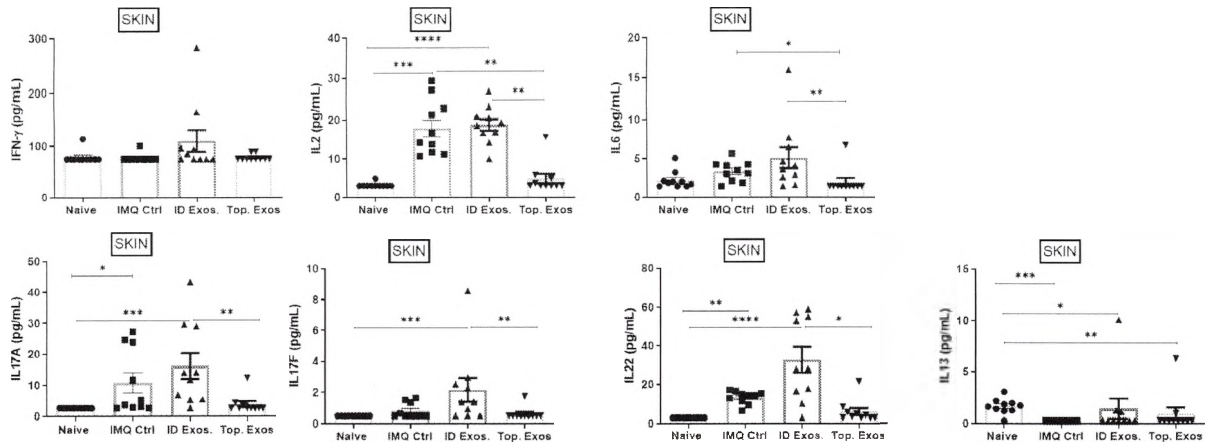 SKIN
IFN-γ (pg/mL)
300
200
100
0
Naive IMQ Ctrl ID Exos. Top. Exos
SKIN
IL2 (pg/mL)
40
30
20
10
0
****
*** **
**
Naive IMQ Ctrl ID Exos. Top. Exos
SKIN
IL6 (pg/mL)
20
15
10
5
0
*
**
Naive IMQ Ctrl ID Exos. Top. Exos
SKIN
IL17A (pg/mL)
50
40
30
20
10
0
*
*** **
Naive IMQ Ctrl ID Exos. Top. Exos
SKIN
IL17F (pg/mL)
10
8
6
4
2
0
*** **
Naive IMQ Ctrl ID Exos. Top. Exos
SKIN
IL22 (pg/mL)
80
60
40
20
0
**
**** *
Naive IMQ Ctrl ID Exos. Top. Exos
SKIN
IL13 (pg/mL)
15
10
5
0
***
*
**
Naive IMQ Ctrl ID Exos. Top. Exos